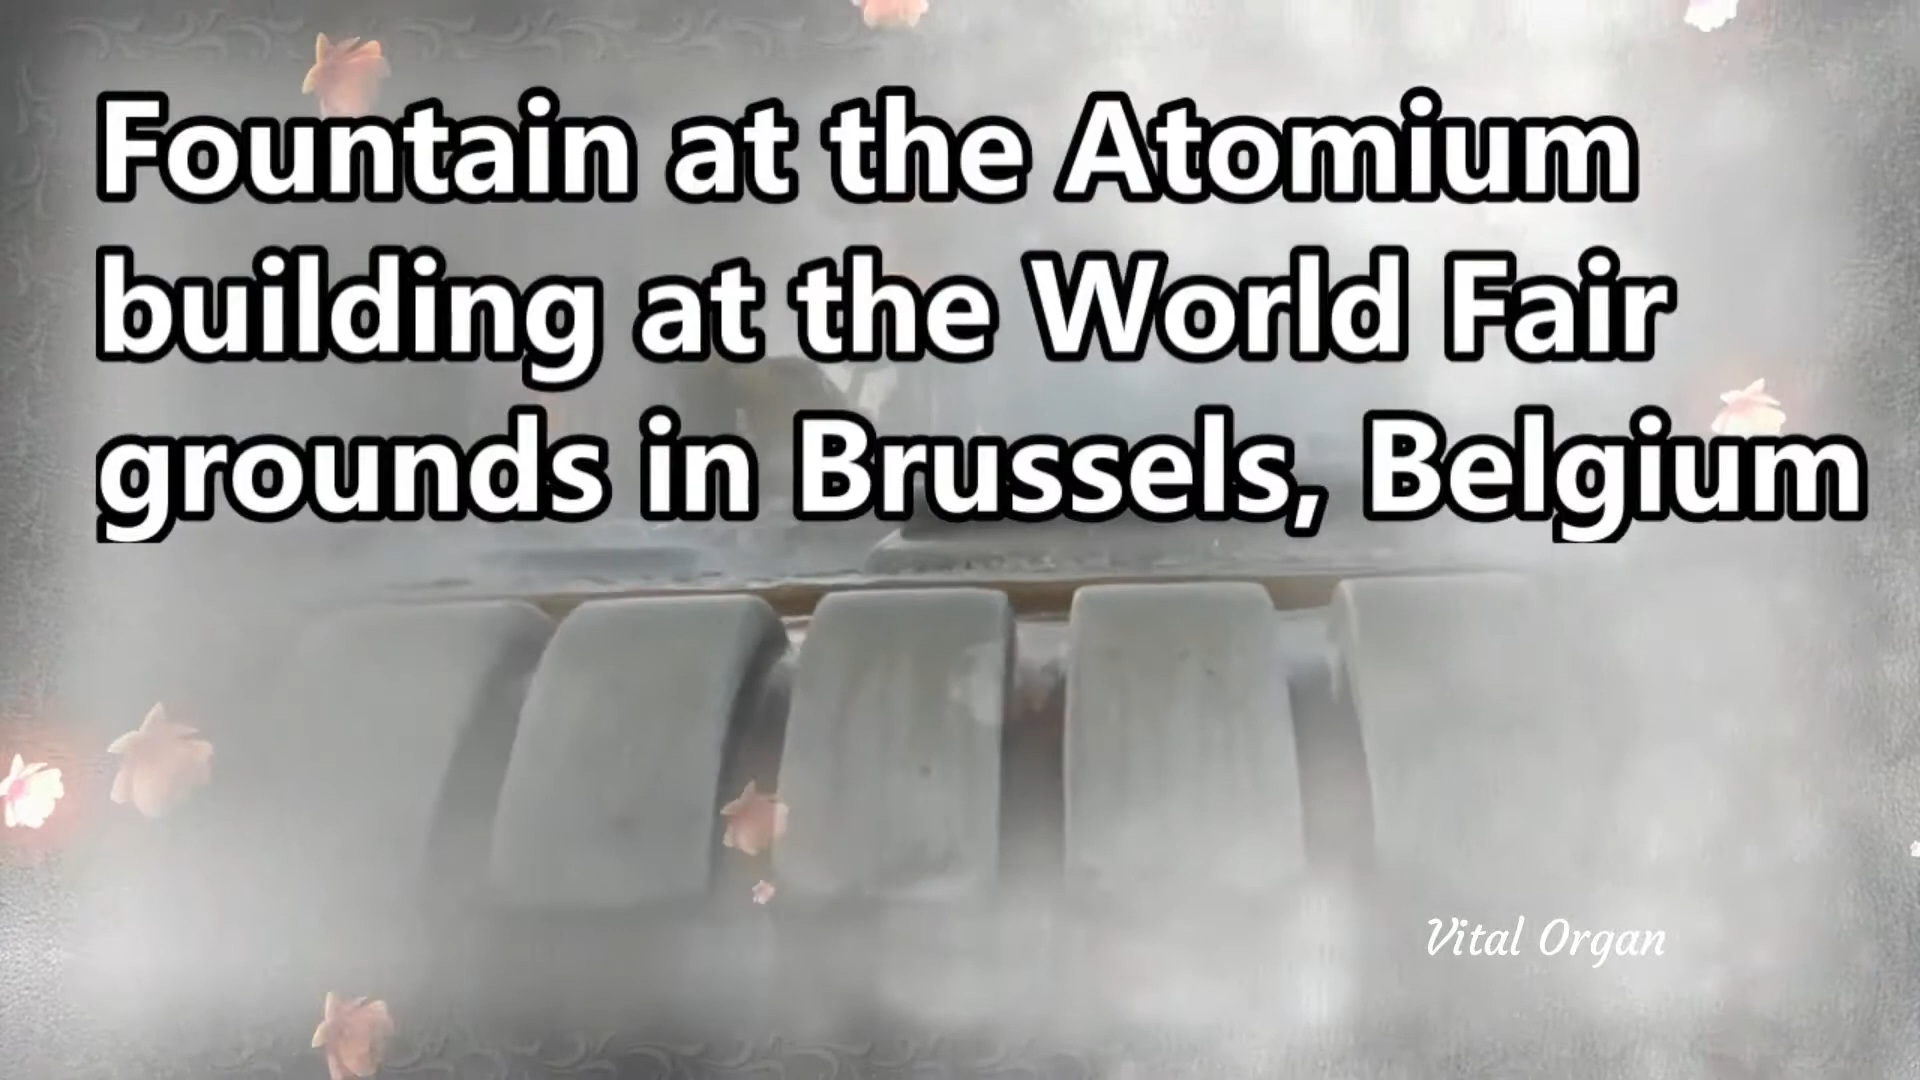 Fountain at the Atomium
building at the World Fair
grounds in Brussels, Belgium
Vital Organ